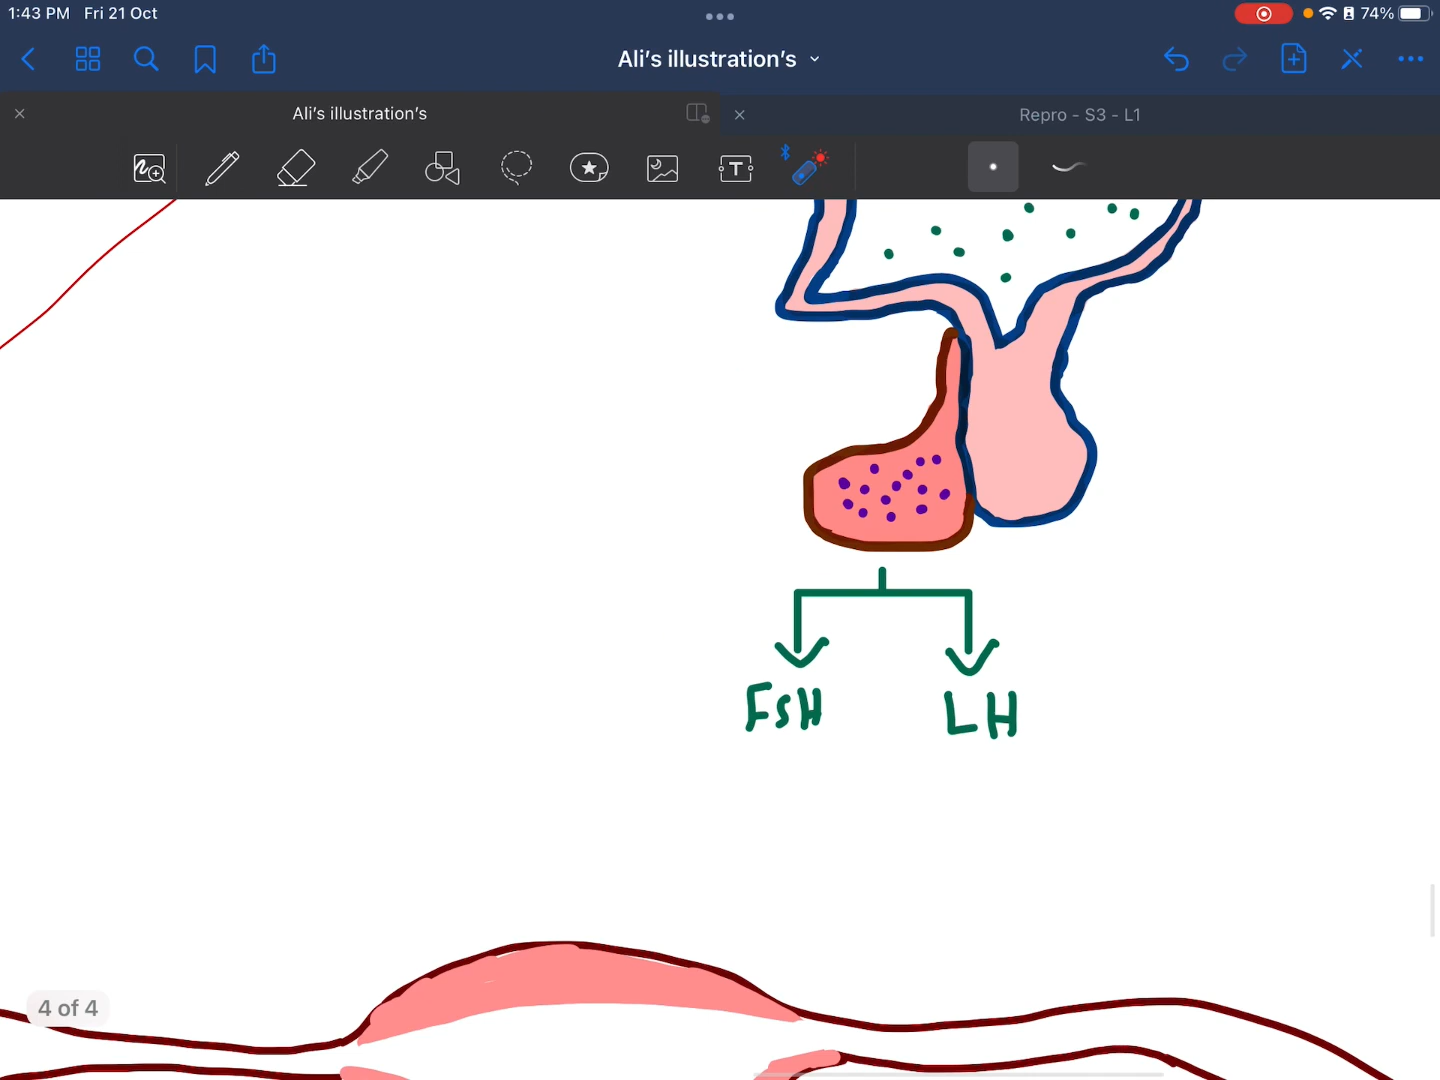 1:43 PM Fri 21 Oct
74%
Ali’s illustration’s
Ali’s illustration’s
Repro - S3 - L1
T
FSH LH
4 of 4